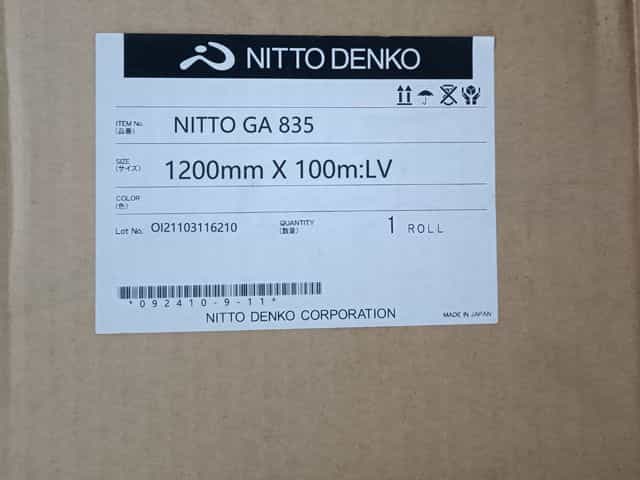 NITTO DENKO
ITEM No. NITTO GA 835
(品番)
SIZE 1200mm X 100m:LV
(サイズ)
COLOR
(色)
Lot No. OI21103116210 QUANTITY 1 ROLL
(数量)
*092410-9-11*
NITTO DENKO CORPORATION MADE IN JAPAN